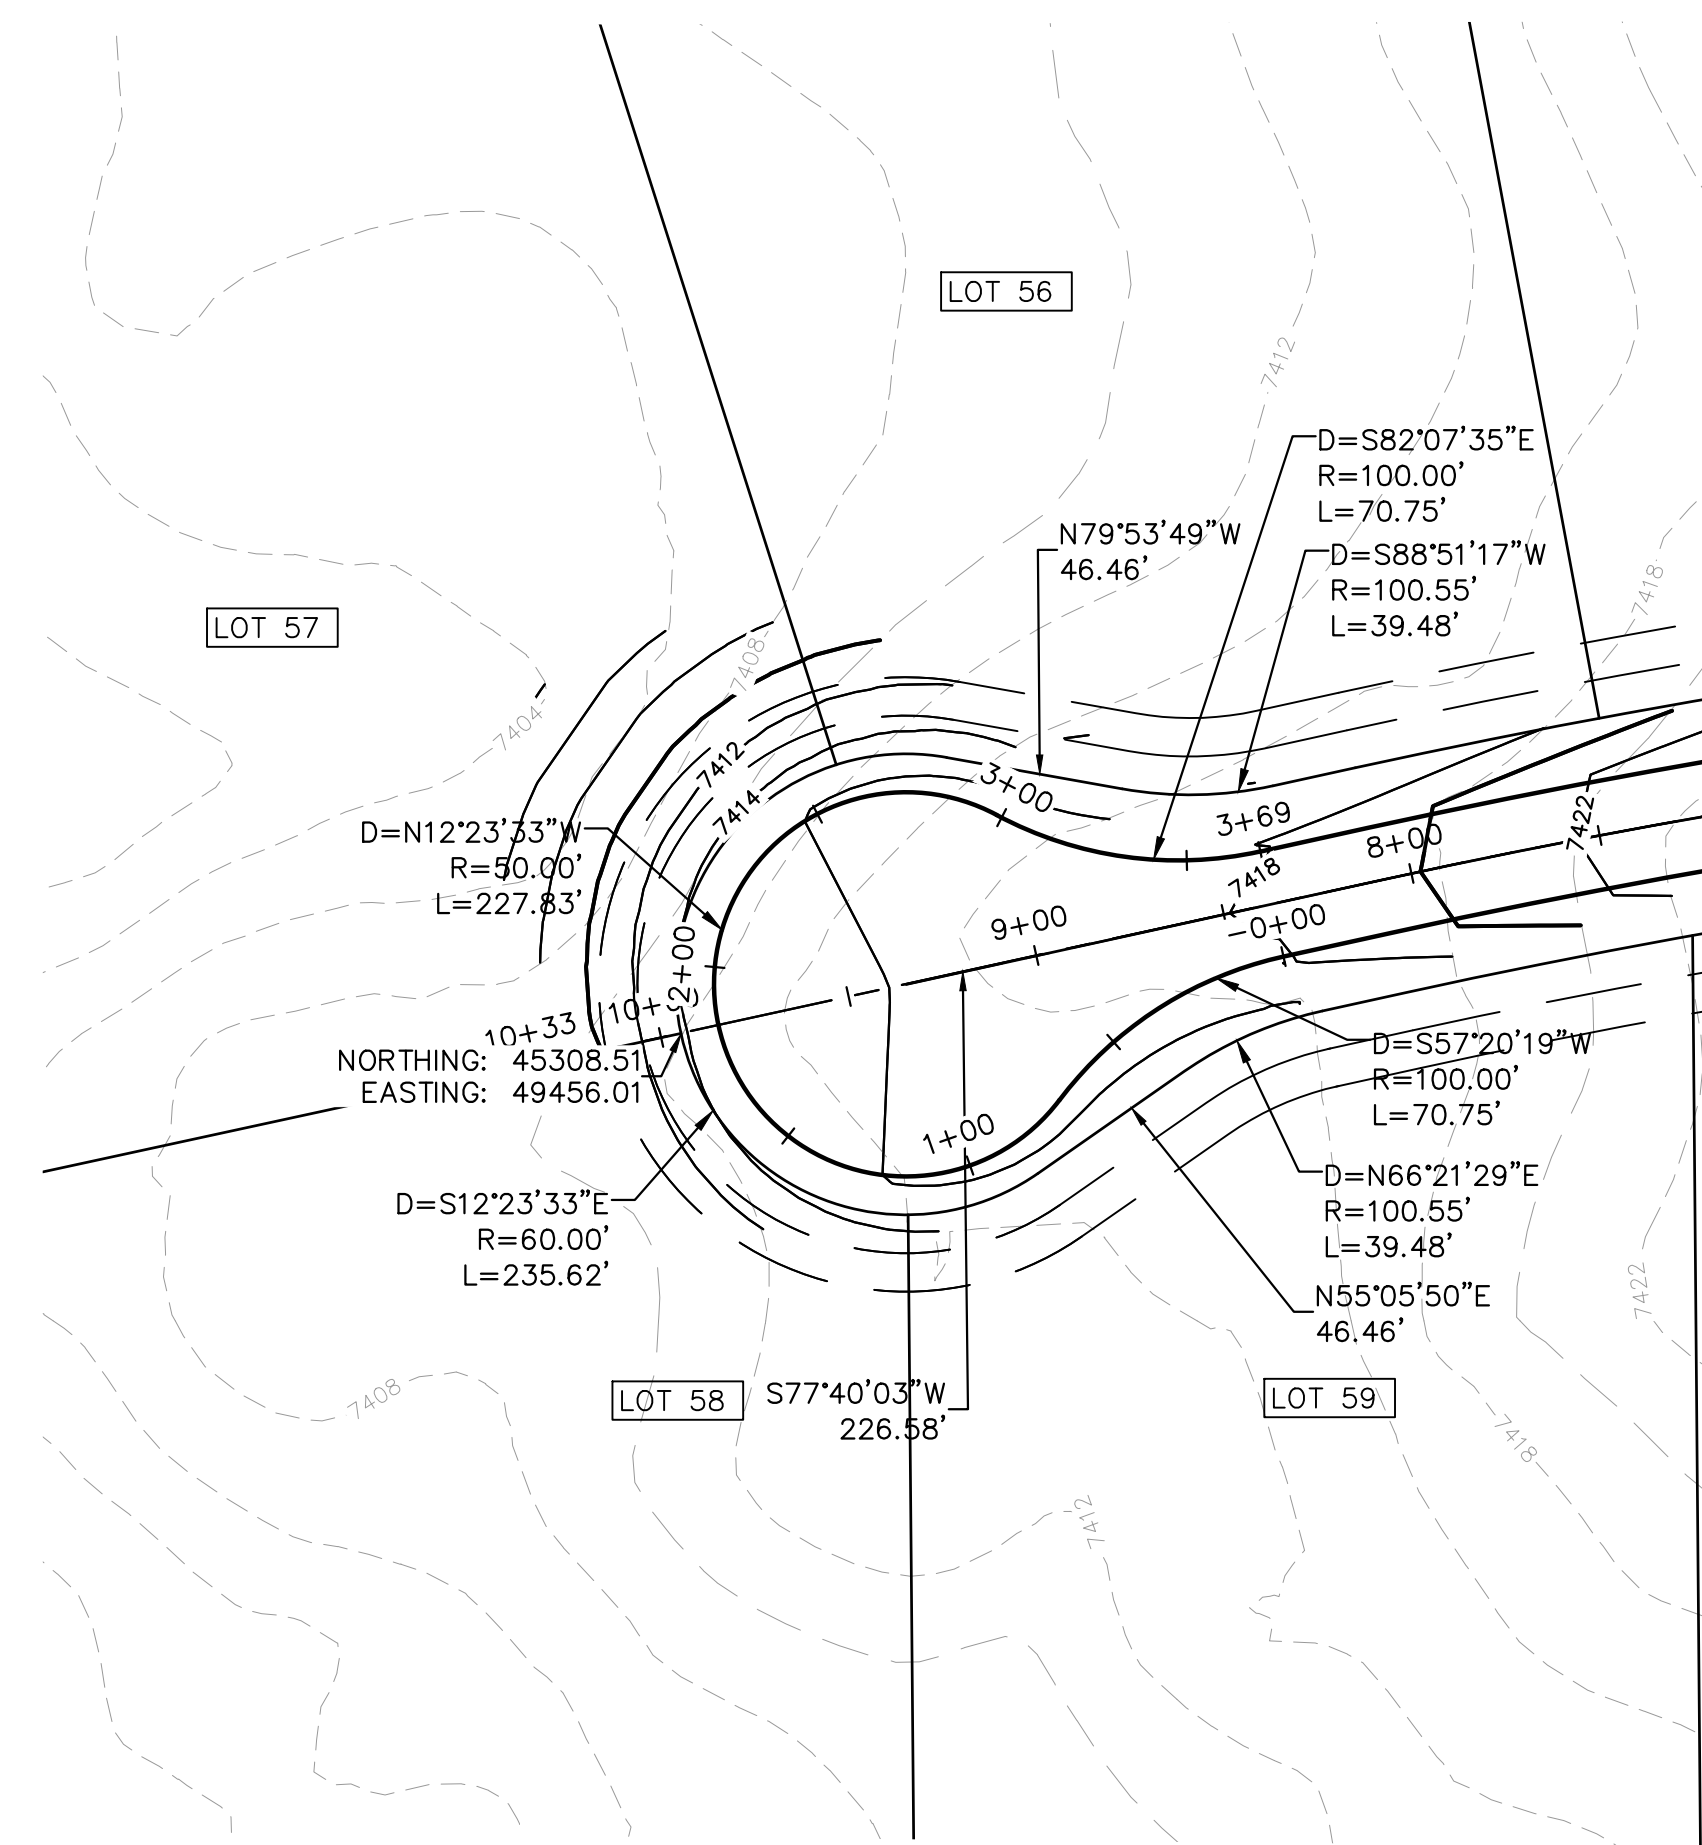 LOT 56
7412
D=S82°07'35"E
R=100.00'
L=70.75'
N79°53'49"W
46.46'
D=S88°51'17"W
R=100.55'
L=39.48'
7418
LOT 57
7408
7404
7412
7414
3+00
3+69
8+00
7422
7418
D=N12°23'33"W
R=50.00'
L=227.83'
2+00
9+00
-0+00
10+33
NORTHING: 45308.51
EASTING: 49456.01
D=S57°20'19"W
R=100.00'
L=70.75'
1+00
D=S12°23'33"E
R=60.00'
L=235.62'
D=N66°21'29"E
R=100.55'
L=39.48'
N55°05'50"E
46.46'
7422
7408
LOT 58
S77°40'03"W
226.58'
LOT 59
7418
7412